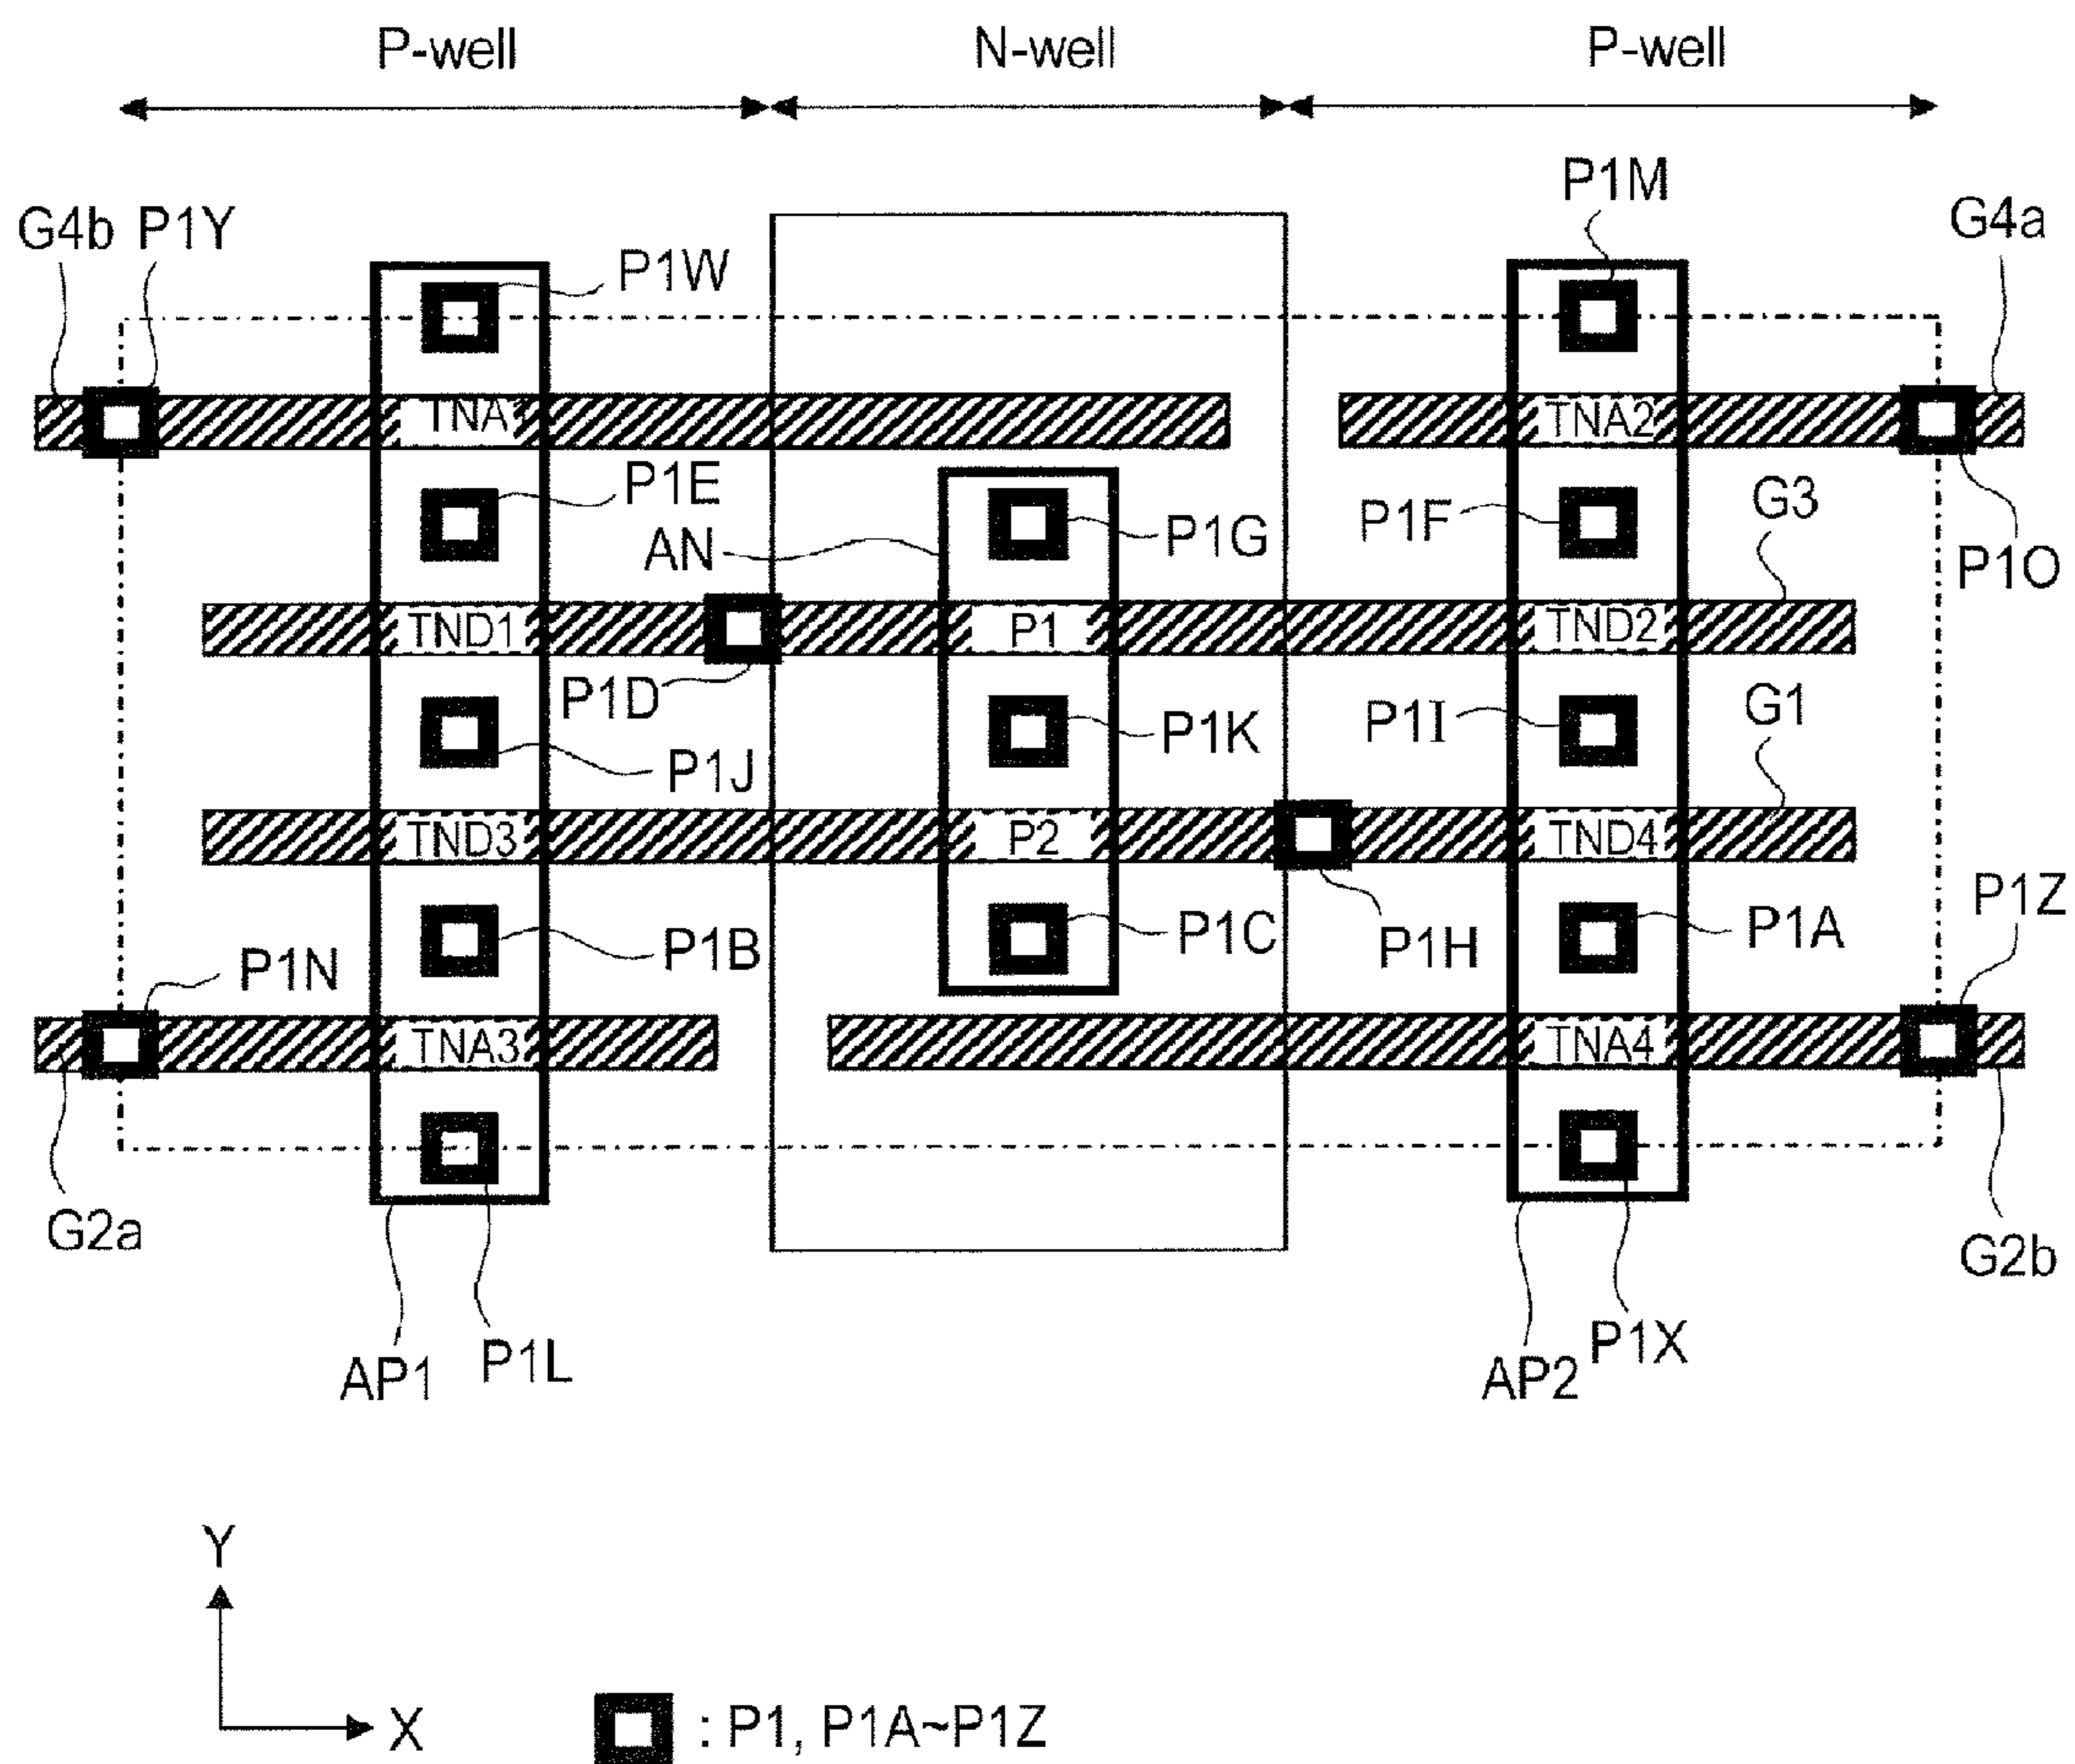 P-well N-well P-well
P1M
G4b P1Y G4a
P1W
TNA TNA2
P1E G3
P1F
AN P1G
P1O
TND1 P1 TND2
P1D G1
P1I
P1K
P1J
TND3 P2 TND4
P1Z
P1C P1A
P1B P1H
P1N
TNA3 TNA4
G2a
G2b
P1L P1X
AP1 AP2
Y
X : P1, P1A~P1Z